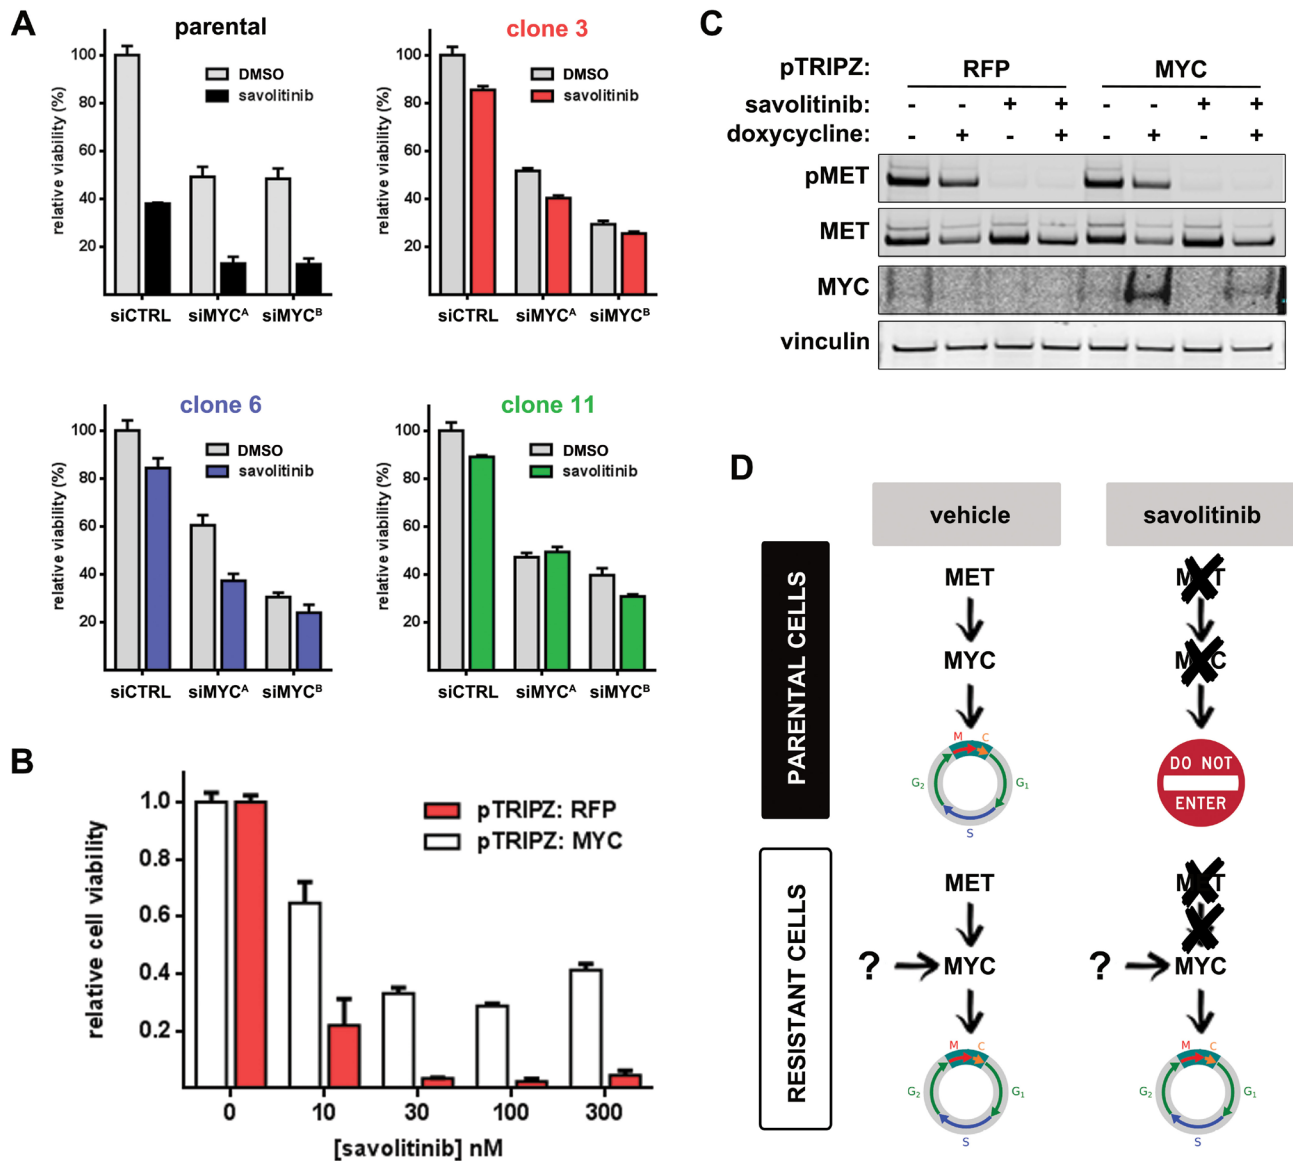 A
parental
100
80
60
40
20
relative viability (%)
DMSO
savolitinib
siCTRL siMYCᴬ siMYCᴮ
clone 3
100
80
60
40
20
relative viability (%)
DMSO
savolitinib
siCTRL siMYCᴬ siMYCᴮ
clone 6
100
80
60
40
20
relative viability (%)
DMSO
savolitinib
siCTRL siMYCᴬ siMYCᴮ
clone 11
100
80
60
40
20
relative viability (%)
DMSO
savolitinib
siCTRL siMYCᴬ siMYCᴮ
B
1.0
0.8
0.6
0.4
0.2
relative cell viability
pTRIPZ: RFP
pTRIPZ: MYC
0 10 30 100 300
[savolitinib] nM
C
pTRIPZ: RFP MYC
savolitinib: - - + + - - + +
doxycycline: - + - + - + - +
pMET
MET
MYC
vinculin
D
vehicle savolitinib
PARENTAL CELLS
MET
MYC
M C
G₂ G₁
S
MET
MYC
DO NOT
ENTER
RESISTANT CELLS
MET
? MYC
M C
G₂ G₁
S
MET
? MYC
M C
G₂ G₁
S